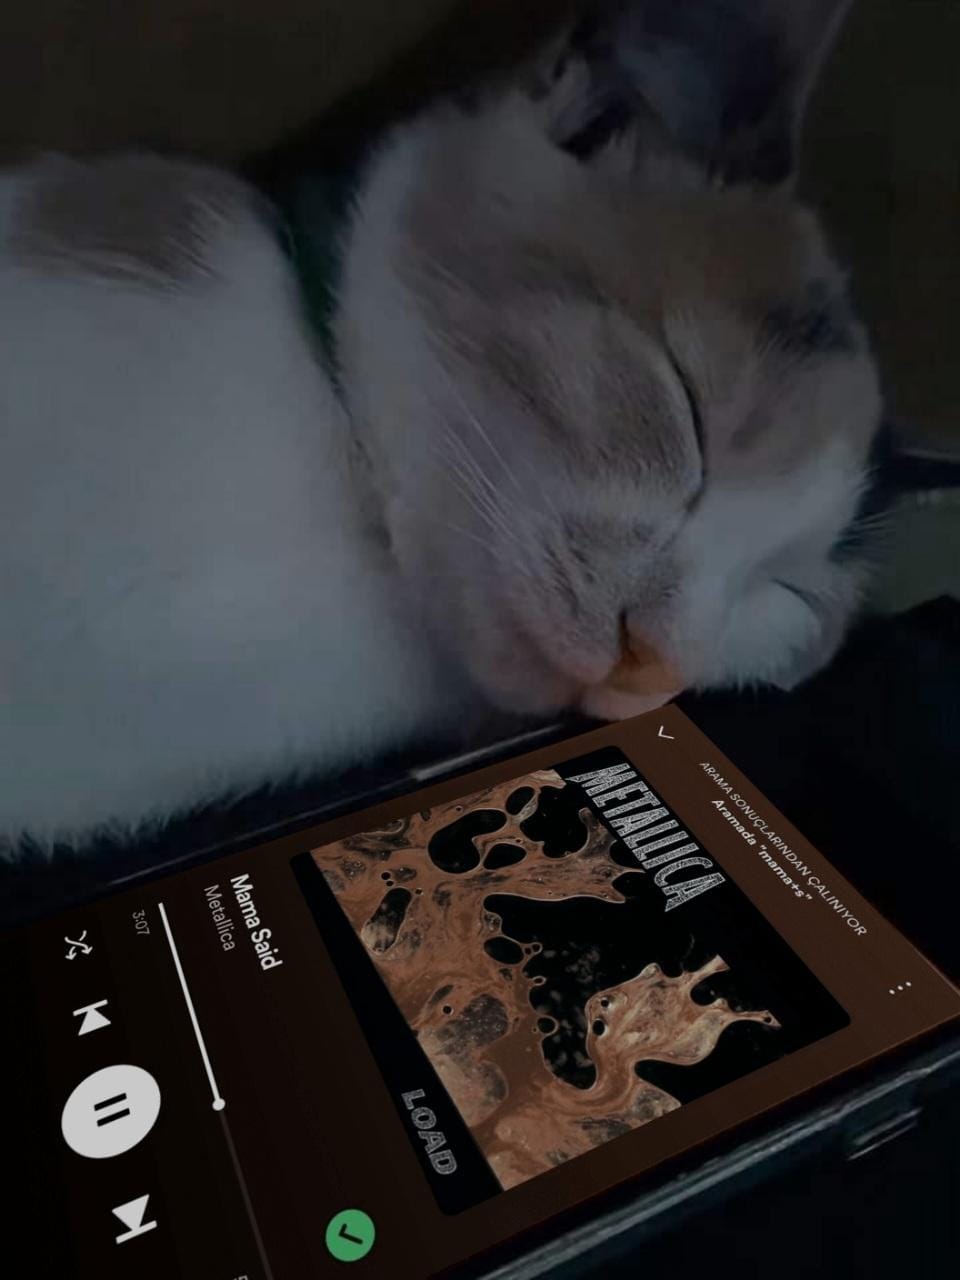 ARAMA SONUÇLARINDAN ÇALINIYOR
Aramada "mama+s"
METALLICA
LOAD
Mama Said
Metallica
3:07